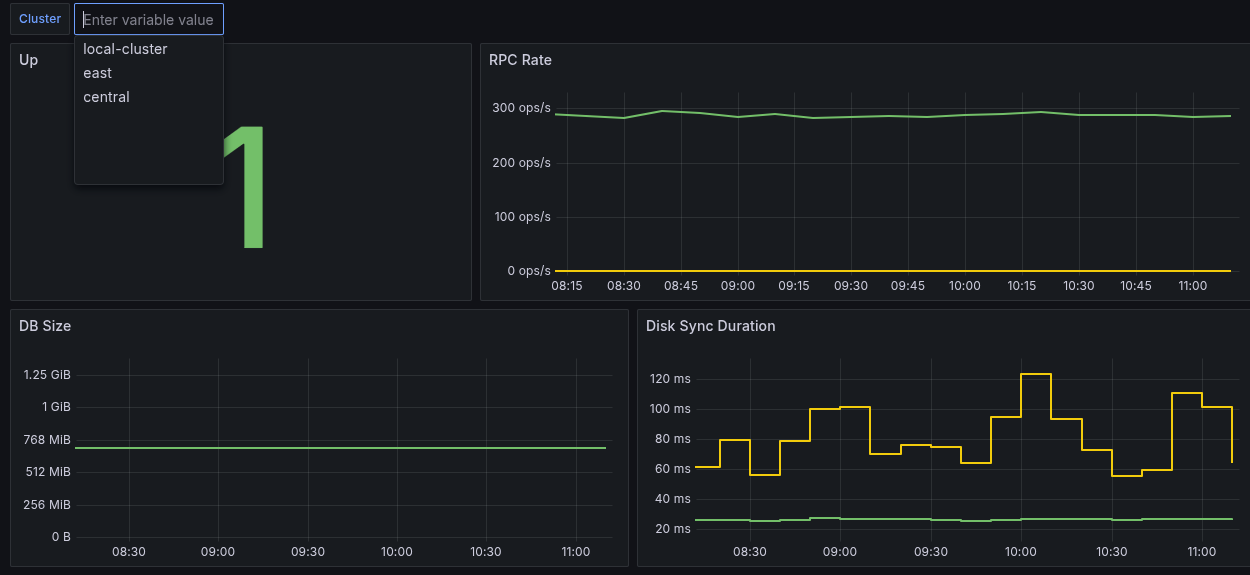 Cluster Enter variable value
local-cluster
east
central
Up
1
RPC Rate
300 ops/s
200 ops/s
100 ops/s
0 ops/s
08:15 08:30 08:45 09:00 09:15 09:30 09:45 10:00 10:15 10:30 10:45 11:00
DB Size
1.25 GIB
1 GIB
768 MIB
512 MIB
256 MIB
0 B
08:30 09:00 09:30 10:00 10:30 11:00
Disk Sync Duration
120 ms
100 ms
80 ms
60 ms
40 ms
20 ms
08:30 09:00 09:30 10:00 10:30 11:00